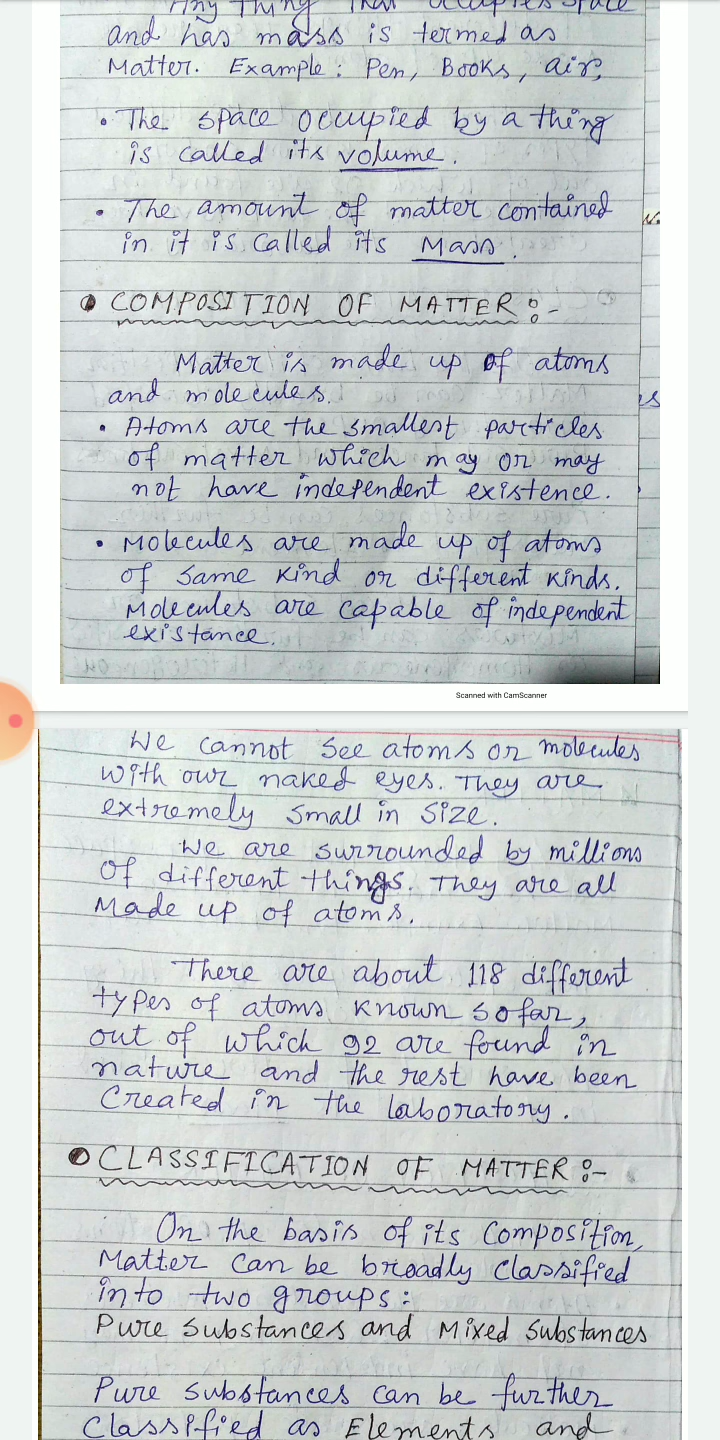 Any thing that occupies space
and has mass is termed as
Matter. Example: Pen, Books, air,
• The space occupied by a thing
is called its volume.
• The amount of matter contained
in it is called its Mass.
COMPOSITION OF MATTER :-
Matter is made up of atoms
and molecules.
• Atoms are the smallest particles
of matter which may or may
not have independent existence.
• Molecules are made up of atoms
of same kind or different kinds.
Molecules are capable of independent
existance.
Scanned with CamScanner
We cannot see atoms or molecules
with our naked eyes. They are
extremely small in size.
We are surrounded by millions
of different things. They are all
Made up of atoms.
There are about 118 different
types of atoms known so far,
out of which 92 are found in
nature and the rest have been
Created in the laboratory.
CLASSIFICATION OF MATTER :-
On the basis of its Composition,
Matter can be broadly Classified
into two groups:
Pure Substances and Mixed Substances
Pure substances can be further
Classified as Elements and